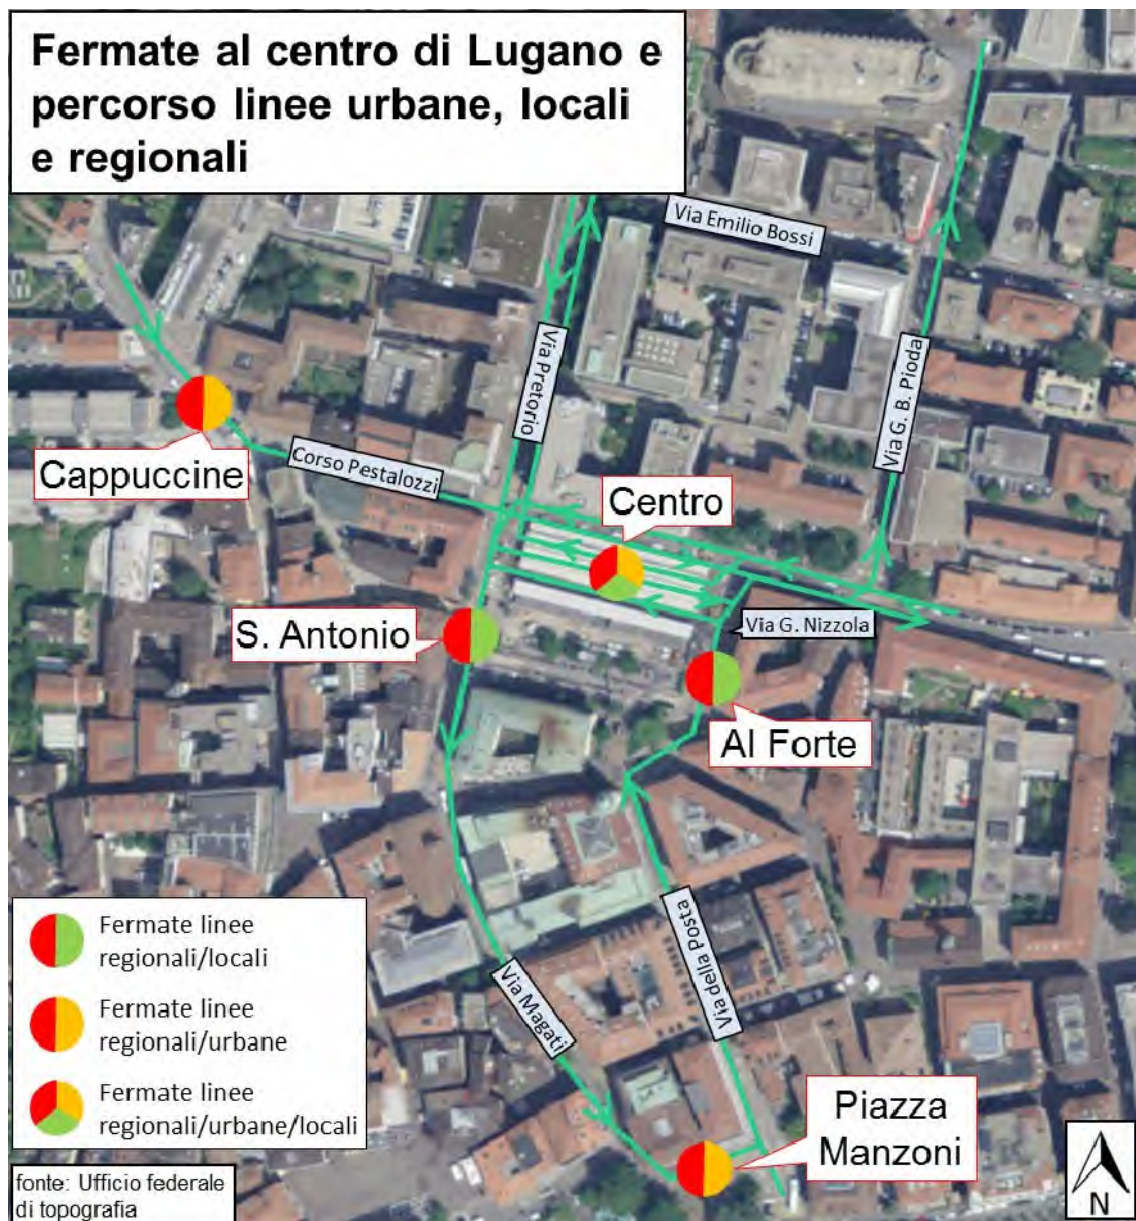 Fermate al centro di Lugano e
percorso linee urbane, locali
e regionali
Via Emilio Bossi
Via Pretorio
Via G. B. Pioda
Cappuccine
Corso Pestalozzi
Centro
S. Antonio
Via G. Nizzola
Al Forte
Via della Posta
Via Magati
Fermate linee
regionali/locali
Fermate linee
regionali/urbane
Fermate linee
regionali/urbane/locali
Piazza
Manzoni
fonte: Ufficio federale
di topografia
N